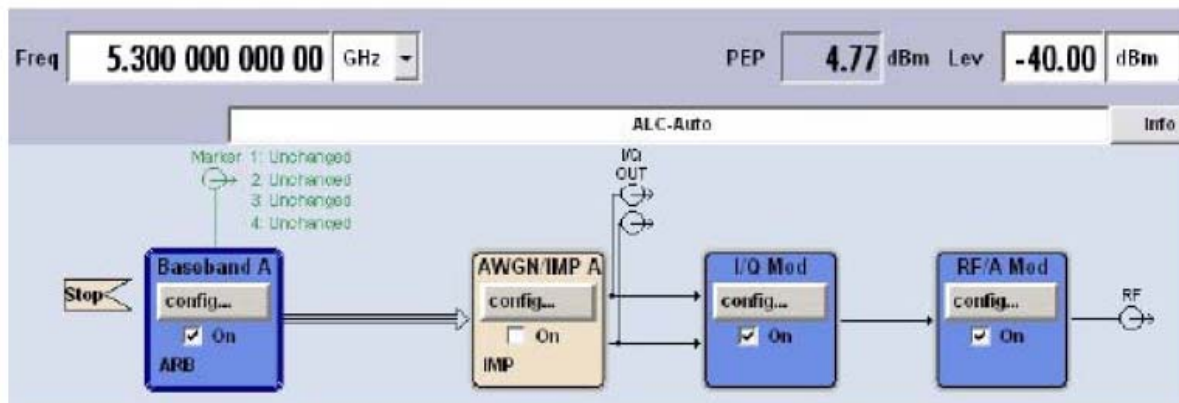 Freq 5.300 000 000 00 GHz PEP 4.77 dBm Lev -40.00 dBm
ALC-Auto Info
Marker 1: Unchanged
2: Unchanged
3: Unchanged
4: Unchanged
I/Q
OUT
Baseband A AWGN/IMP A I/Q Mod RF/A Mod
Stop config... config... config... config... RF
On On On On
ARB IMP